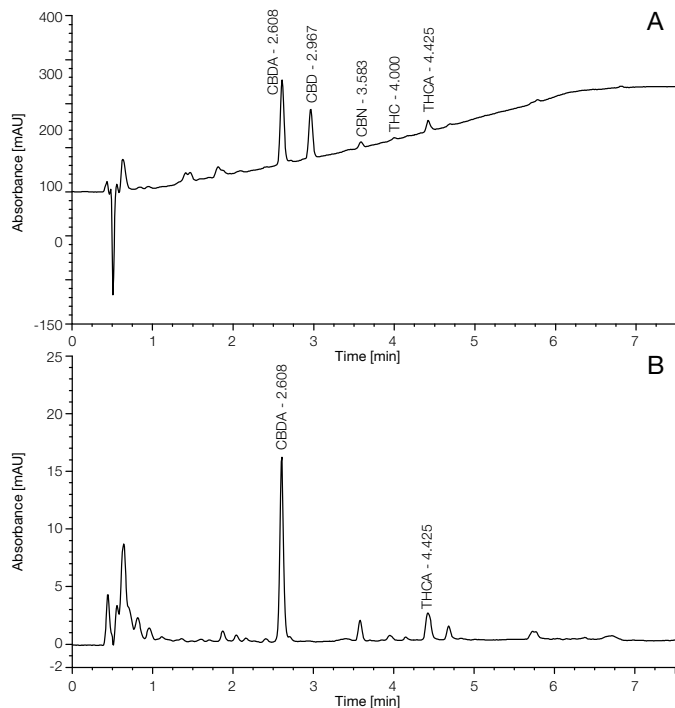 A
400
300
200
100
0
-150
Absorbance [mAU]
CBDA - 2.608
CBD - 2.967
CBN - 3.583
THC - 4.000
THCA - 4.425
0 1 2 3 4 5 6 7
Time [min]
B
25
20
15
10
5
0
-2
Absorbance [mAU]
CBDA - 2.608
THCA - 4.425
0 1 2 3 4 5 6 7
Time [min]